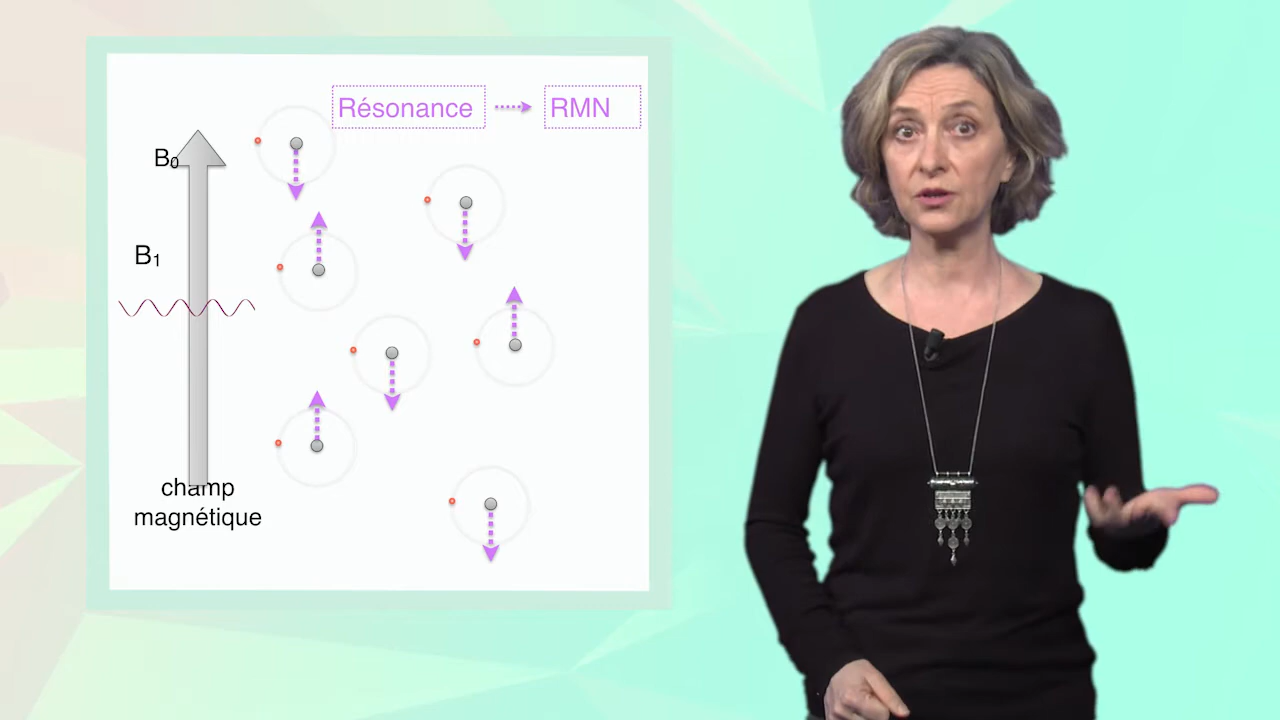 Résonance
RMN
B₀
B₁
champ
magnétique